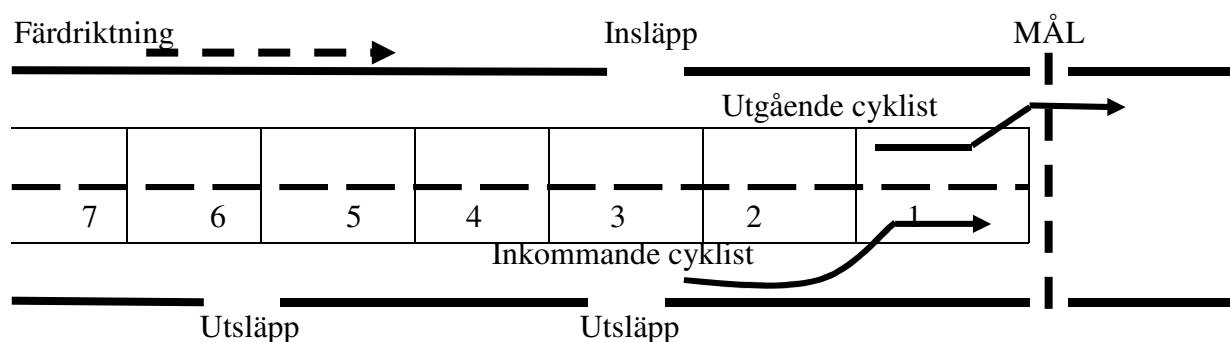 Färdriktning Insläpp MÅL
Utgående cyklist
7 6 5 4 3 2 1
Inkommande cyklist
Utsläpp Utsläpp